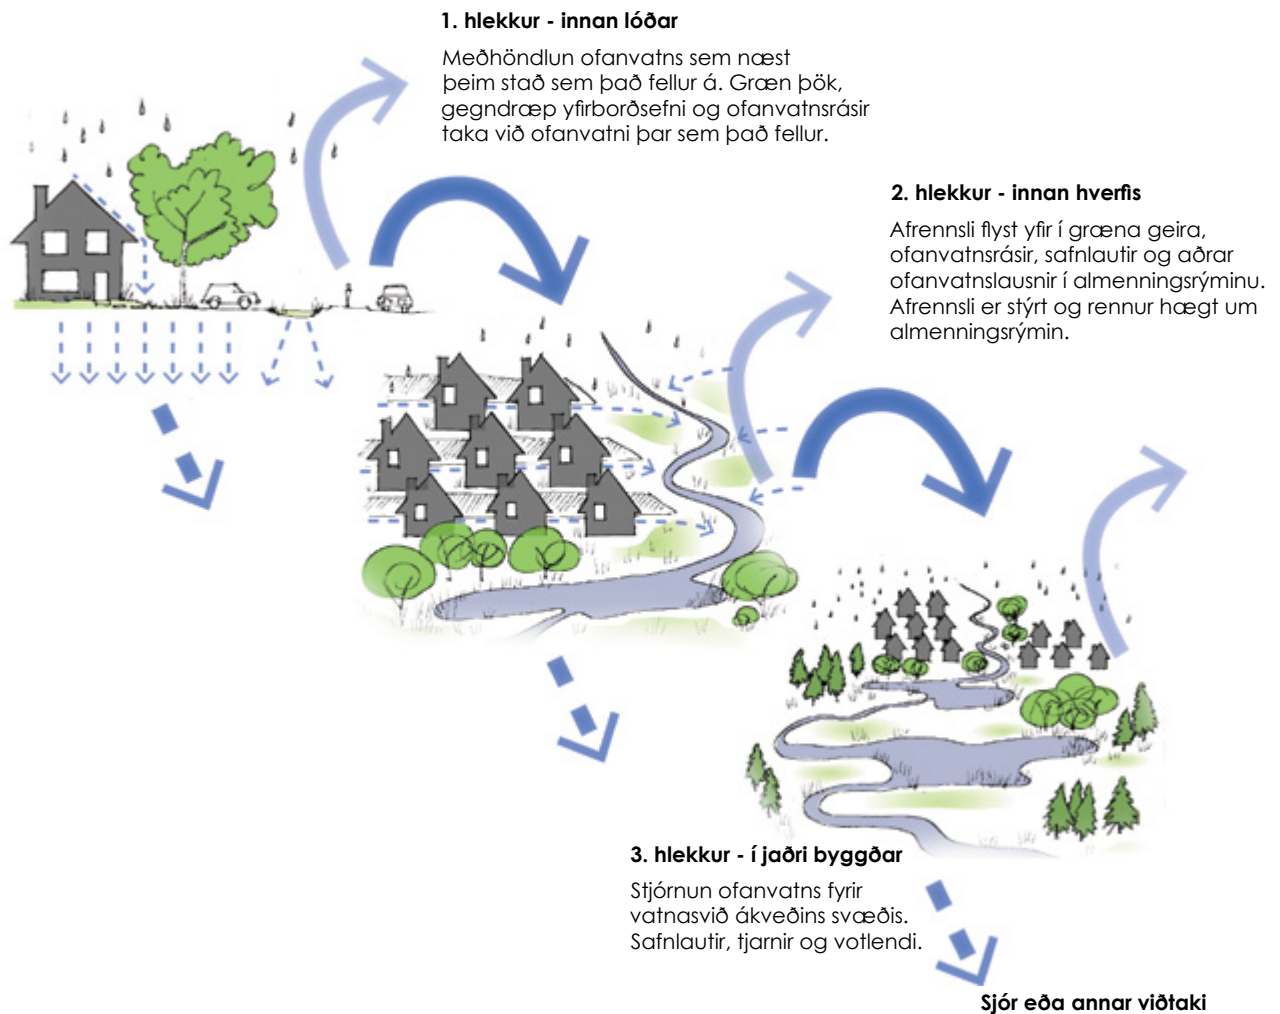 1. hlekkur - innan lóðar
Meðhöndlun ofanvatns sem næst
þeim stað sem það fellur á. Græn þök,
gegndræp yfirborðsefni og ofanvatnsrásir
taka við ofanvatni þar sem það fellur.
2. hlekkur - innan hverfis
Afrennsli flyst yfir í græna geira,
ofanvatnsrásir, safnlautir og aðrar
ofanvatnslausnir í almenningsrýminu.
Afrennsli er stýrt og rennur hægt um
almenningsrýmin.
3. hlekkur - í jaðri byggðar
Stjórnun ofanvatns fyrir
vatnasvið ákveðins svæðis.
Safnlautir, tjarnir og votlendi.
Sjór eða annar viðtaki